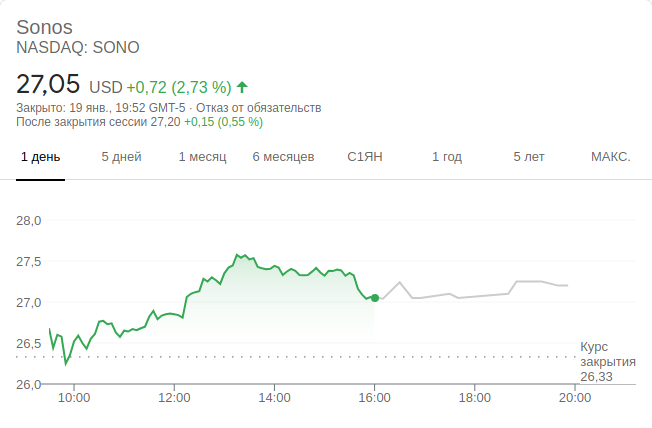 Sonos
NASDAQ: SONO
27,05 USD +0,72 (2,73 %)
Закрыто: 19 янв., 19:52 GMT-5 · Отказ от обязательств
После закрытия сессии 27,20 +0,15 (0,55 %)
1 день 5 дней 1 месяц 6 месяцев С1ЯН 1 год 5 лет МАКС.
28,0
27,5
27,0
26,5
26,0
Курс
закрытия
26,33
10:00 12:00 14:00 16:00 18:00 20:00